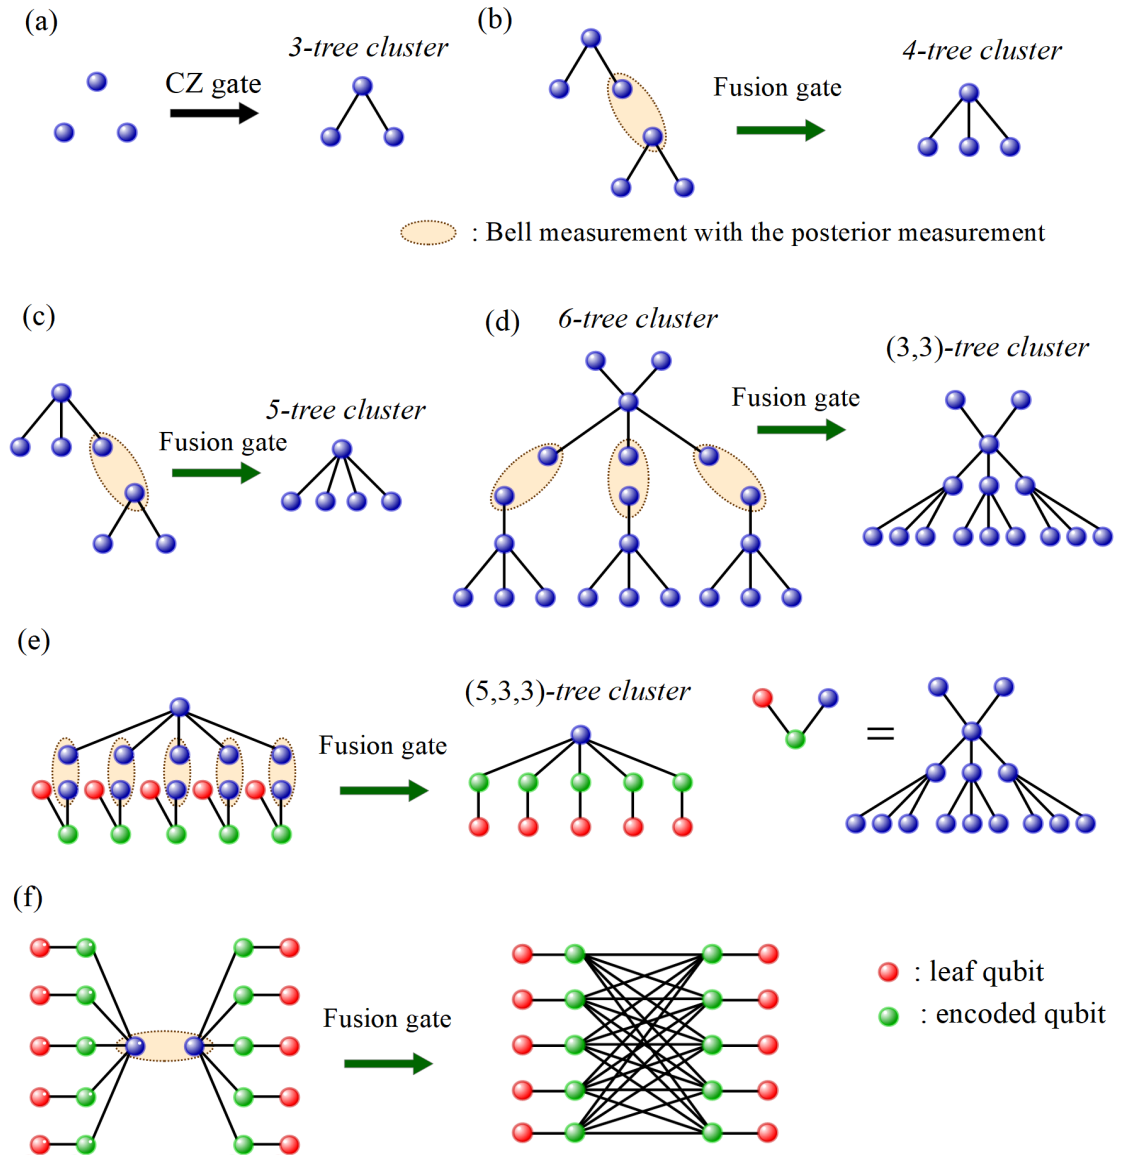 (a)
CZ gate
3-tree cluster
(b)
Fusion gate
4-tree cluster
: Bell measurement with the posterior measurement
(c)
Fusion gate
5-tree cluster
(d)
6-tree cluster
Fusion gate
(3,3)-tree cluster
(e)
Fusion gate
(5,3,3)-tree cluster
=
(f)
Fusion gate
: leaf qubit
: encoded qubit